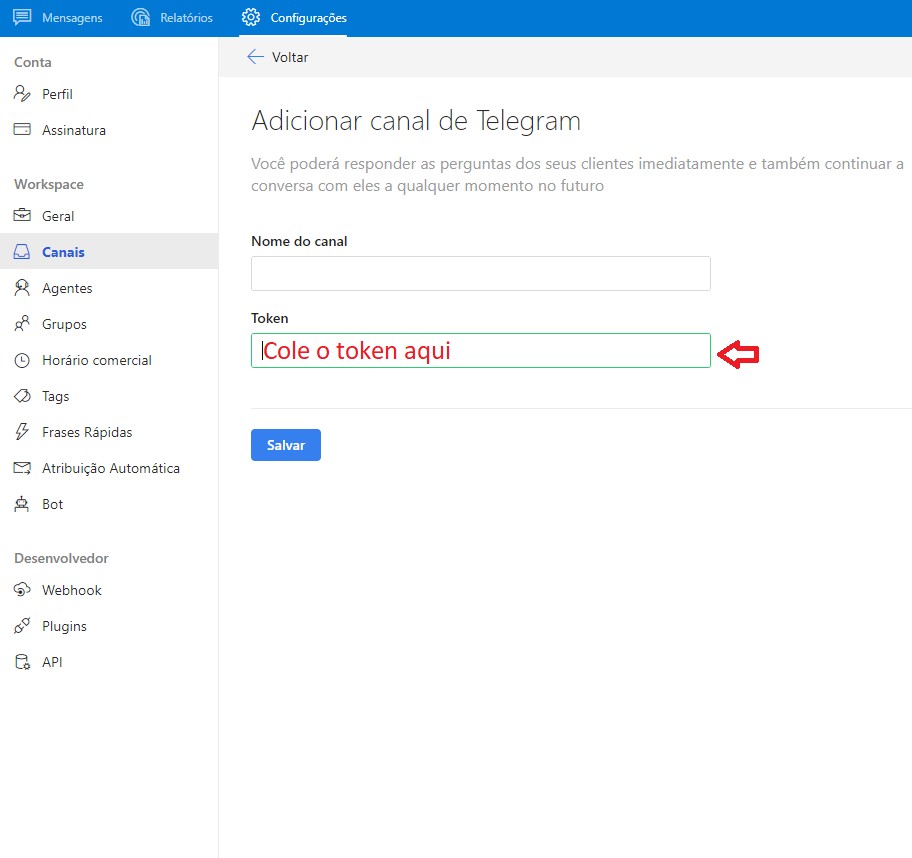 Mensagens
Relatórios
Configurações
Conta
Perfil
Assinatura
Workspace
Geral
Canais
Agentes
Grupos
Horário comercial
Tags
Frases Rápidas
Atribuição Automática
Bot
Desenvolvedor
Webhook
Plugins
API
Voltar
Adicionar canal de Telegram
Você poderá responder as perguntas dos seus clientes imediatamente e também continuar a
conversa com eles a qualquer momento no futuro
Nome do canal
Token
Cole o token aqui
Salvar